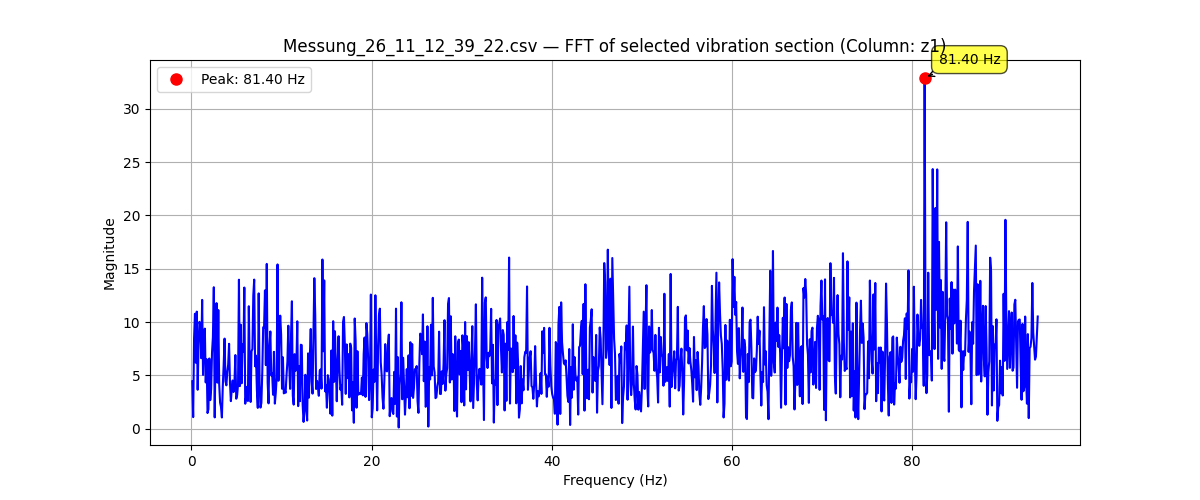 Messung_26_11_12_39_22.csv — FFT of selected vibration section (Column: z1)
81.40 Hz
Peak: 81.40 Hz
30
25
20
15
10
5
0
Magnitude
0 20 40 60 80
Frequency (Hz)